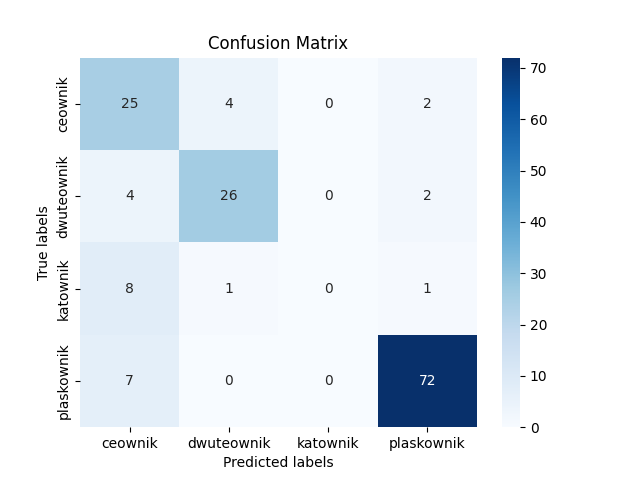 Confusion Matrix
True labels
ceownik
25 4 0 2
dwuteownik
4 26 0 2
katownik
8 1 0 1
plaskownik
7 0 0 72
ceownik dwuteownik katownik plaskownik
Predicted labels
70
60
50
40
30
20
10
0